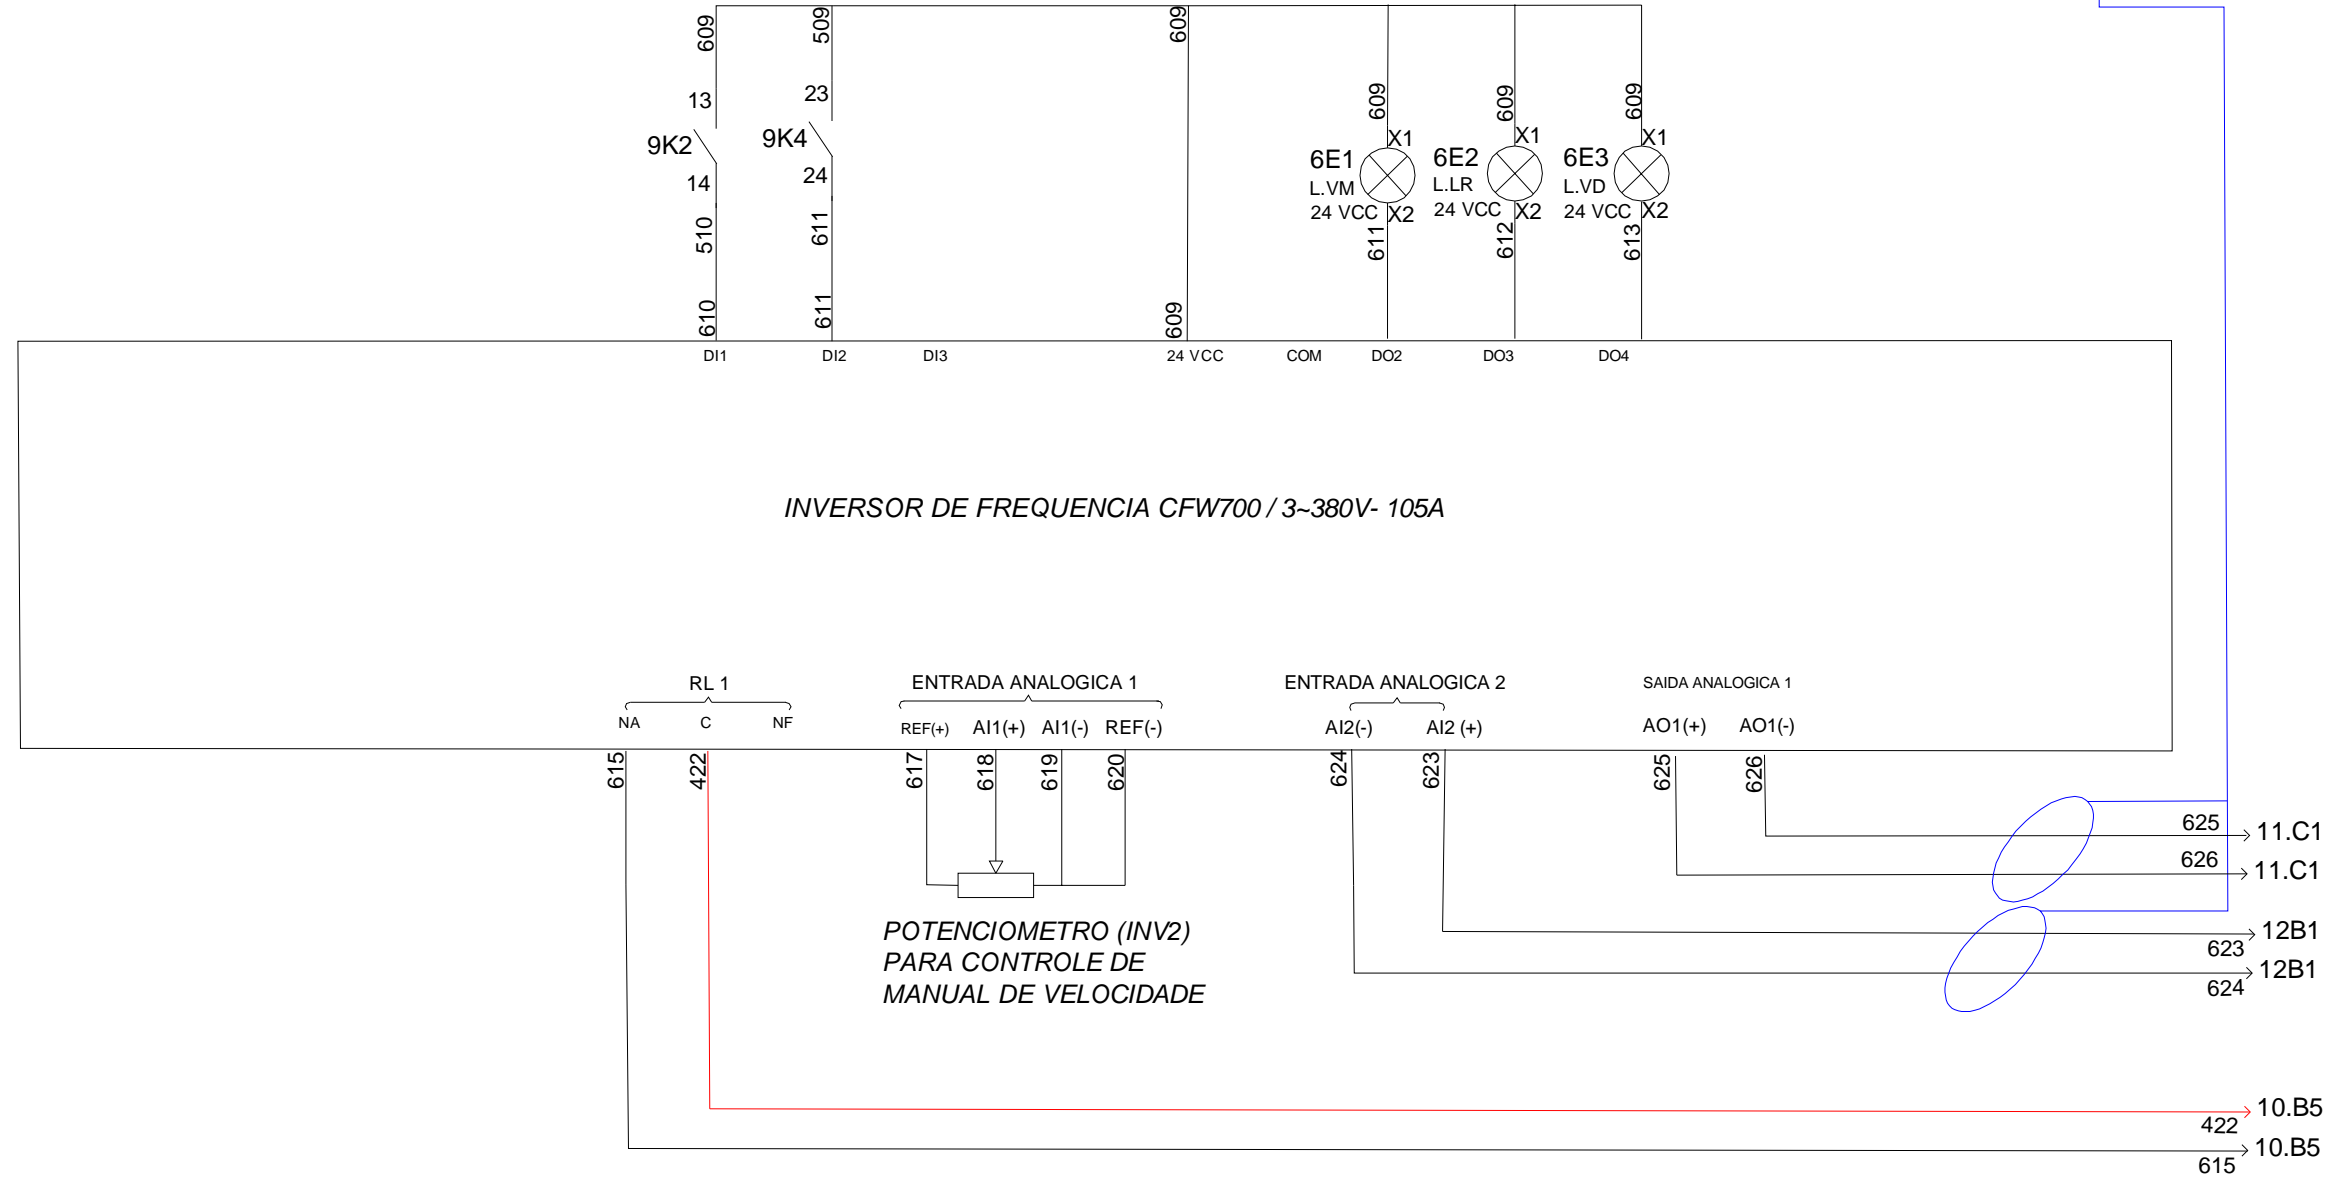 609
509
609
13
23
609
609
609
9K2
9K4
X1
X1
X1
6E1
6E2
6E3
14
24
L.VM
L.LR
L.VD
24 VCC
X2
24 VCC
X2
24 VCC
X2
510
611
611
612
613
610
611
609
DI1
DI2
DI3
24 VCC
COM
DO2
DO3
DO4
INVERSOR DE FREQUENCIA CFW700 / 3~380V- 105A
RL 1
ENTRADA ANALOGICA 1
ENTRADA ANALOGICA 2
SAIDA ANALOGICA 1
NA
C
NF
REF(+)
AI1(+)
AI1(-)
REF(-)
AI2(-)
AI2 (+)
AO1(+)
AO1(-)
615
422
617
618
619
620
624
623
625
626
625
11.C1
626
11.C1
POTENCIOMETRO (INV2)
PARA CONTROLE DE
MANUAL DE VELOCIDADE
12B1
623
12B1
624
10.B5
422
10.B5
615